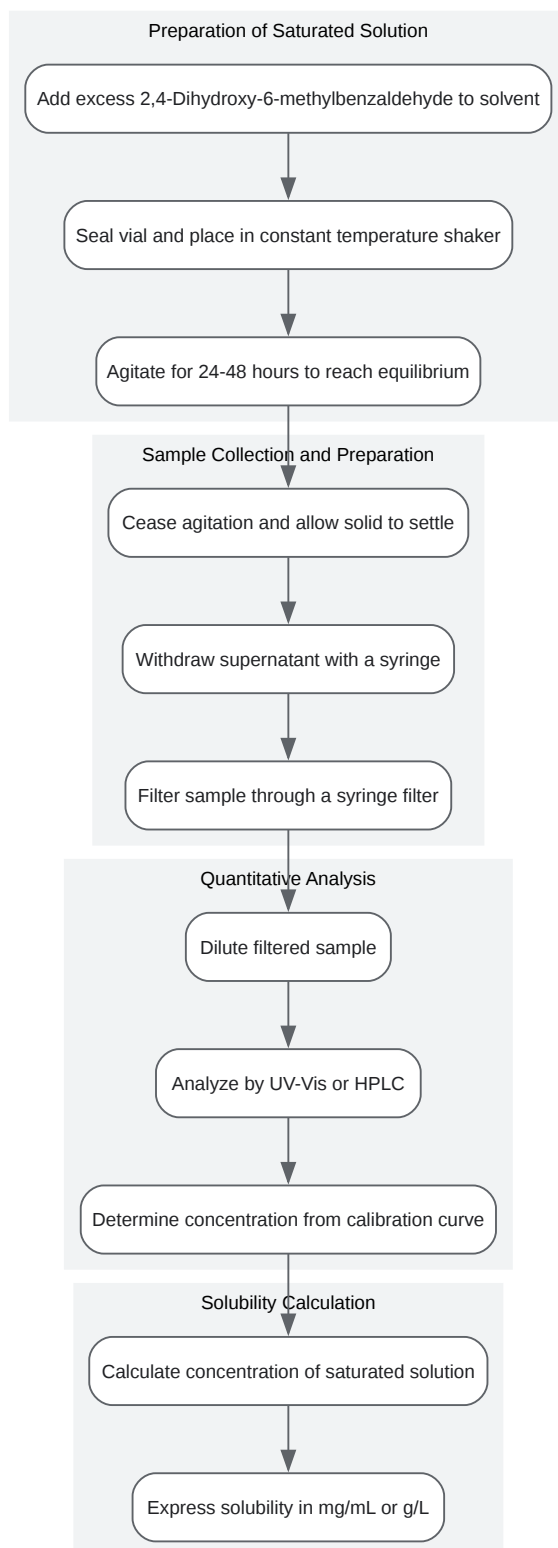 Preparation of Saturated Solution
Add excess 2,4-Dihydroxy-6-methylbenzaldehyde to solvent
Seal vial and place in constant temperature shaker
Agitate for 24-48 hours to reach equilibrium
Sample Collection and Preparation
Cease agitation and allow solid to settle
Withdraw supernatant with a syringe
Filter sample through a syringe filter
Quantitative Analysis
Dilute filtered sample
Analyze by UV-Vis or HPLC
Determine concentration from calibration curve
Solubility Calculation
Calculate concentration of saturated solution
Express solubility in mg/mL or g/L